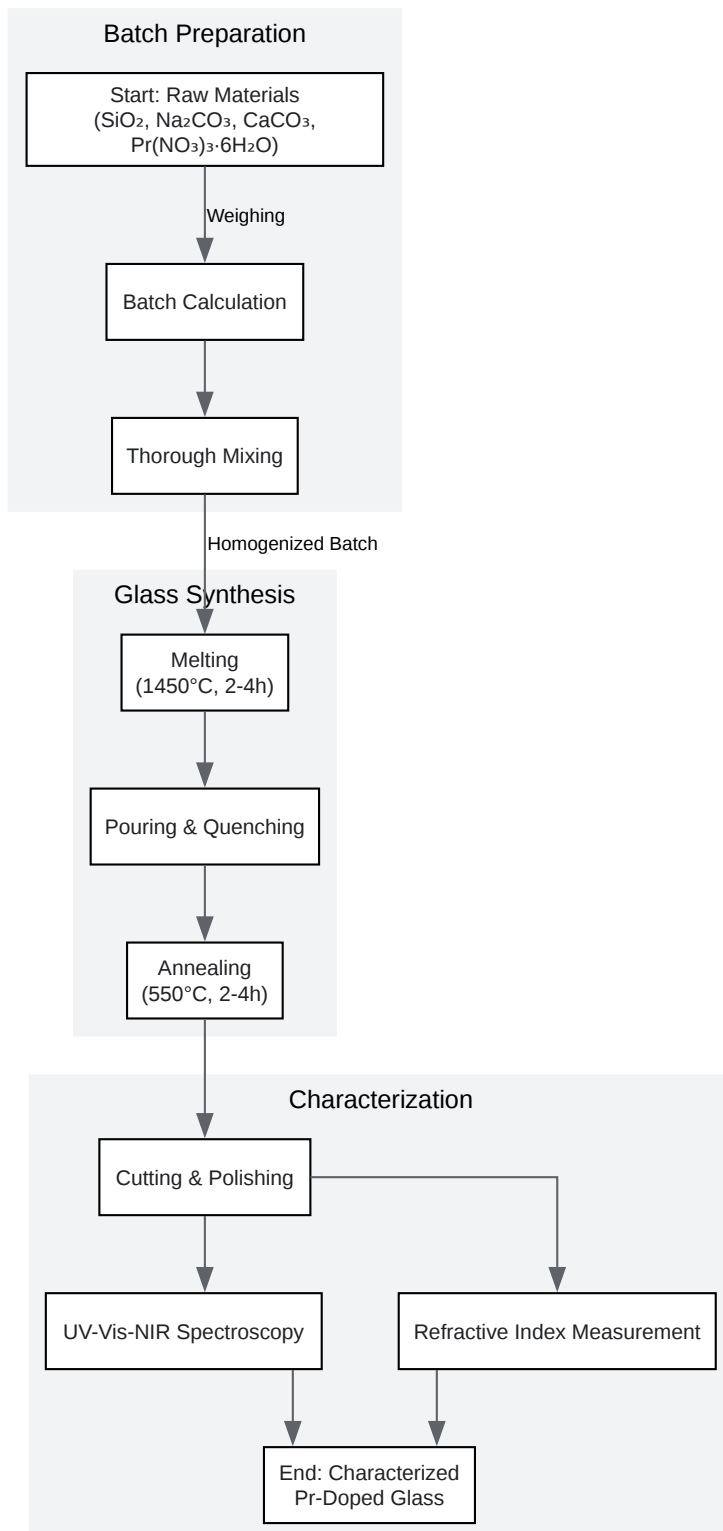 Batch Preparation
Start: Raw Materials
(SiO₂, Na₂CO₃, CaCO₃,
Pr(NO₃)₃·6H₂O)
Weighing
Batch Calculation
Thorough Mixing
Homogenized Batch
Glass Synthesis
Melting
(1450°C, 2-4h)
Pouring & Quenching
Annealing
(550°C, 2-4h)
Characterization
Cutting & Polishing
UV-Vis-NIR Spectroscopy
Refractive Index Measurement
End: Characterized
Pr-Doped Glass